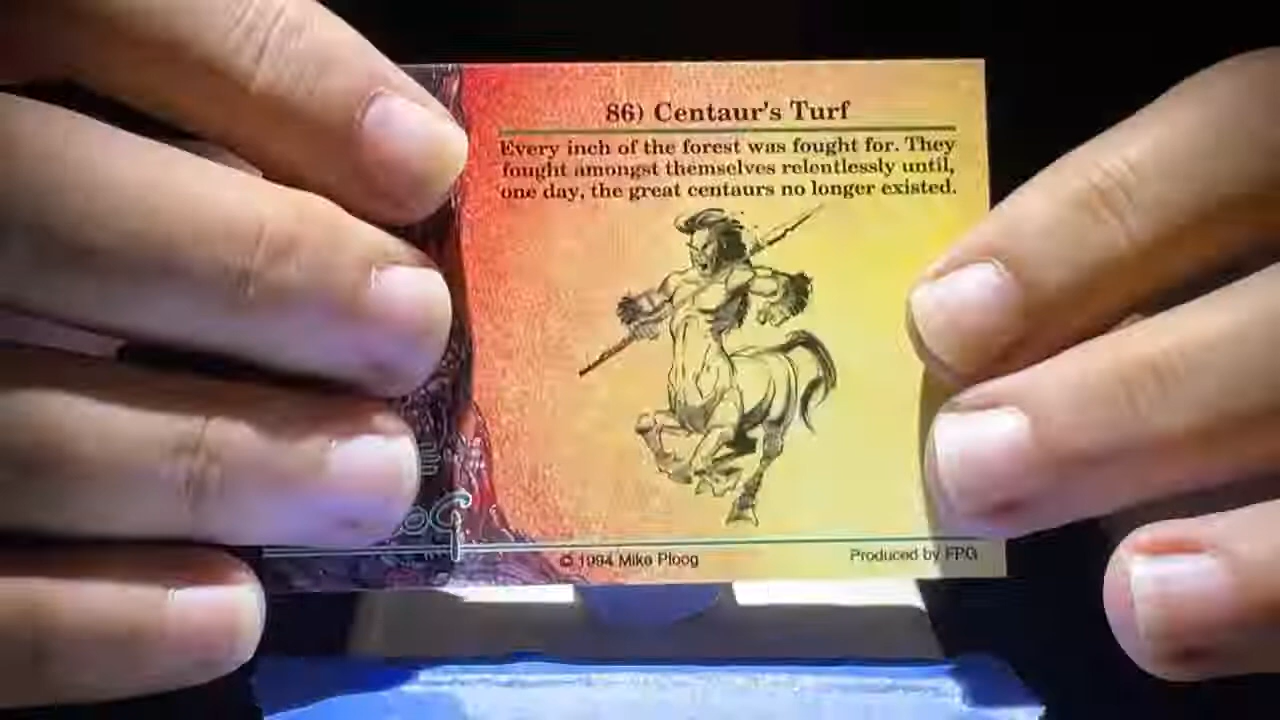 86) Centaur's Turf
Every inch of the forest was fought for. They
fought amongst themselves relentlessly until,
one day, the great centaurs no longer existed.
© 1994 Mike Ploog
Produced by FPG